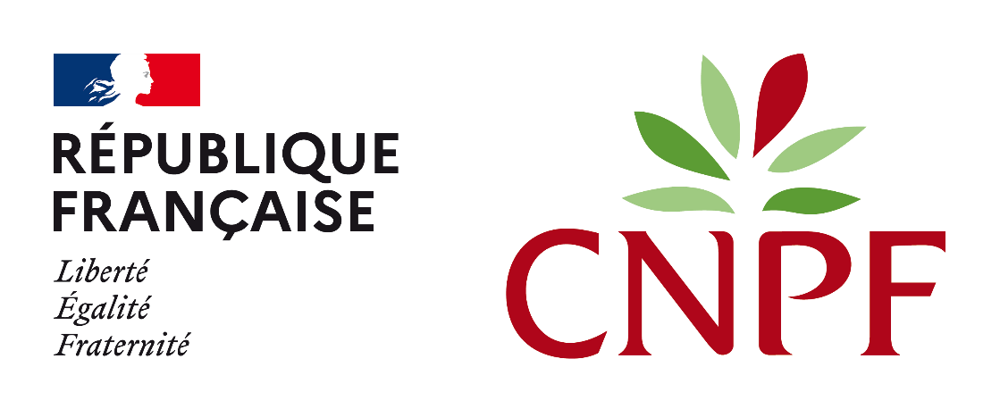 RÉPUBLIQUE
FRANÇAISE
Liberté
Égalité
Fraternité
CNPF